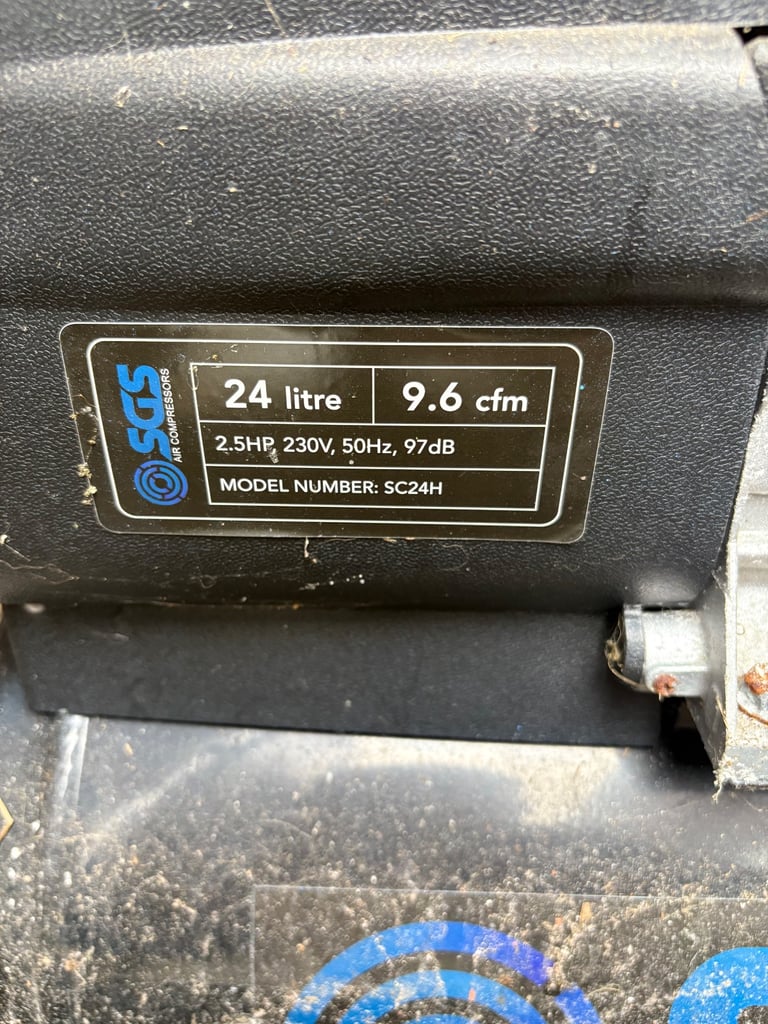 SGS
AIR COMPRESSORS
24 litre
9.6 cfm
2.5HP, 230V, 50Hz, 97dB
MODEL NUMBER: SC24H